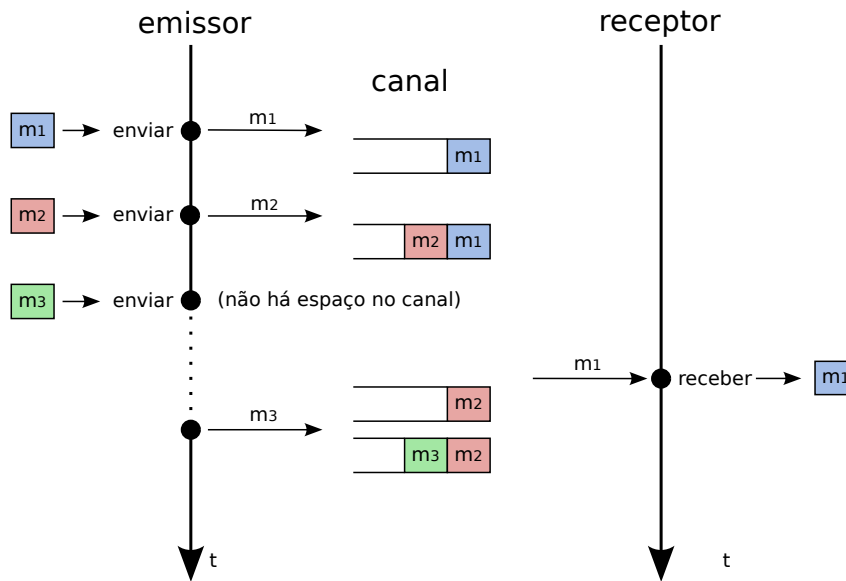 emissor
receptor
canal
m1
enviar
m1
m1
m2
enviar
m2
m2 m1
m3
enviar
(não há espaço no canal)
m1
receber
m1
m2
m3
m3 m2
t
t